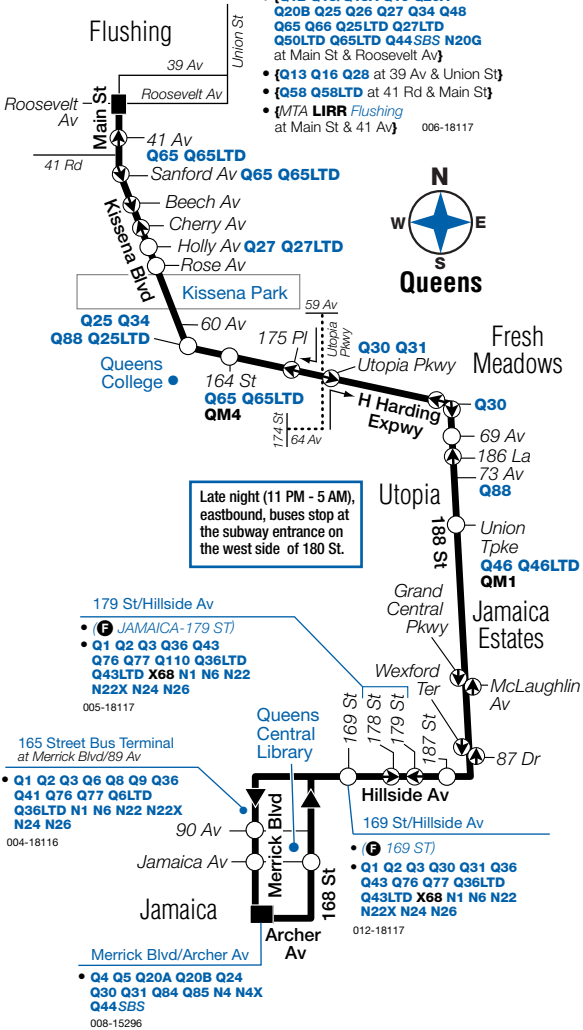 Q20B Q25 Q26 Q27 Q34 Q48
Q65 Q66 Q25LTD Q27LTD
Q50LTD Q65LTD Q44SBS N20G
at Main St & Roosevelt Av}
• {Q13 Q16 Q28 at 39 Av & Union St}
• {Q58 Q58LTD at 41 Rd & Main St}
• {MTA LIRR Flushing
at Main St & 41 Av}
006-18117
Flushing
Union St
39 Av
Roosevelt Av
Roosevelt
Av
Main St
41 Av
Q65 Q65LTD
41 Rd
Sanford Av Q65 Q65LTD
Beech Av
Cherry Av
Kissena Blvd
Holly Av Q27 Q27LTD
Rose Av
Kissena Park
N
W
E
S
Queens
Q25 Q34
Q88 Q25LTD
60 Av
Queens
College
164 St
Q65 Q65LTD
QM4
175 Pl
59 Av
Utopia
Pkwy
174 St
64 Av
Q30 Q31
Utopia Pkwy
H Harding
Expwy
Fresh
Meadows
Q30
69 Av
186 La
73 Av
Q88
Utopia
188 St
Union
Tpke
Q46 Q46LTD
QM1
Late night (11 PM - 5 AM),
eastbound, buses stop at
the subway entrance on
the west side of 180 St.
Grand
Central
Pkwy
Jamaica
Estates
McLaughlin
Av
Wexford
Ter
87 Dr
179 St/Hillside Av
• (F JAMAICA-179 ST)
• Q1 Q2 Q3 Q36 Q43
Q76 Q77 Q110 Q36LTD
Q43LTD X68 N1 N6 N22
N22X N24 N26
005-18117
169 St
178 St
179 St
187 St
Hillside Av
Queens
Central
Library
165 Street Bus Terminal
at Merrick Blvd/89 Av
• Q1 Q2 Q3 Q6 Q8 Q9 Q36
Q41 Q76 Q77 Q6LTD
Q36LTD N1 N6 N22 N22X
N24 N26
004-18116
90 Av
Jamaica Av
Merrick Blvd
168 St
169 St/Hillside Av
• (F 169 ST)
• Q1 Q2 Q3 Q30 Q31 Q36
Q43 Q76 Q77 Q36LTD
Q43LTD X68 N1 N6 N22
N22X N24 N26
012-18117
Jamaica
Archer
Av
Merrick Blvd/Archer Av
• Q4 Q5 Q20A Q20B Q24
Q30 Q31 Q84 Q85 N4 N4X
Q44SBS
008-15296